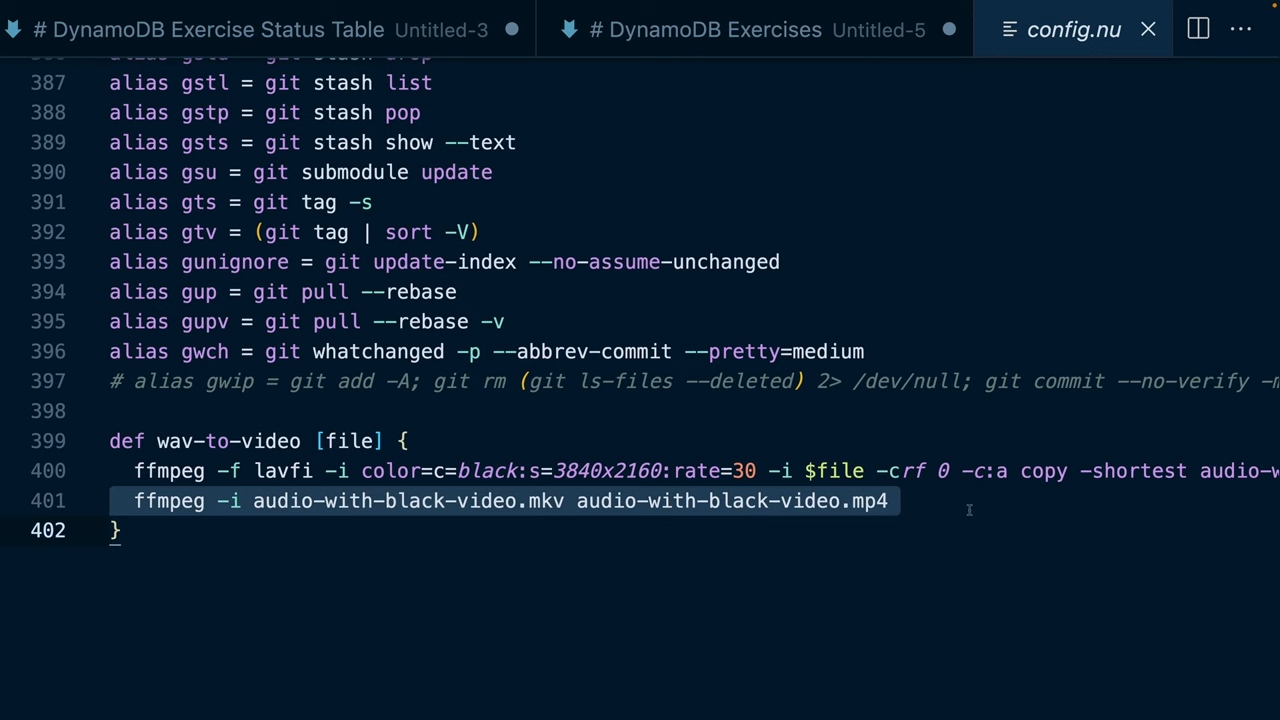 # DynamoDB Exercise Status Table Untitled-3 # DynamoDB Exercises Untitled-5 config.nu
387 alias gstl = git stash list
388 alias gstp = git stash pop
389 alias gsts = git stash show --text
390 alias gsu = git submodule update
391 alias gts = git tag -s
392 alias gtv = (git tag | sort -V)
393 alias gunignore = git update-index --no-assume-unchanged
394 alias gup = git pull --rebase
395 alias gupv = git pull --rebase -v
396 alias gwch = git whatchanged -p --abbrev-commit --pretty=medium
397 # alias gwip = git add -A; git rm (git ls-files --deleted) 2> /dev/null; git commit --no-verify -m
398
399 def wav-to-video [file] {
400 ffmpeg -f lavfi -i color=c=black:s=3840x2160:rate=30 -i $file -crf 0 -c:a copy -shortest audio-w
401 ffmpeg -i audio-with-black-video.mkv audio-with-black-video.mp4
402 }